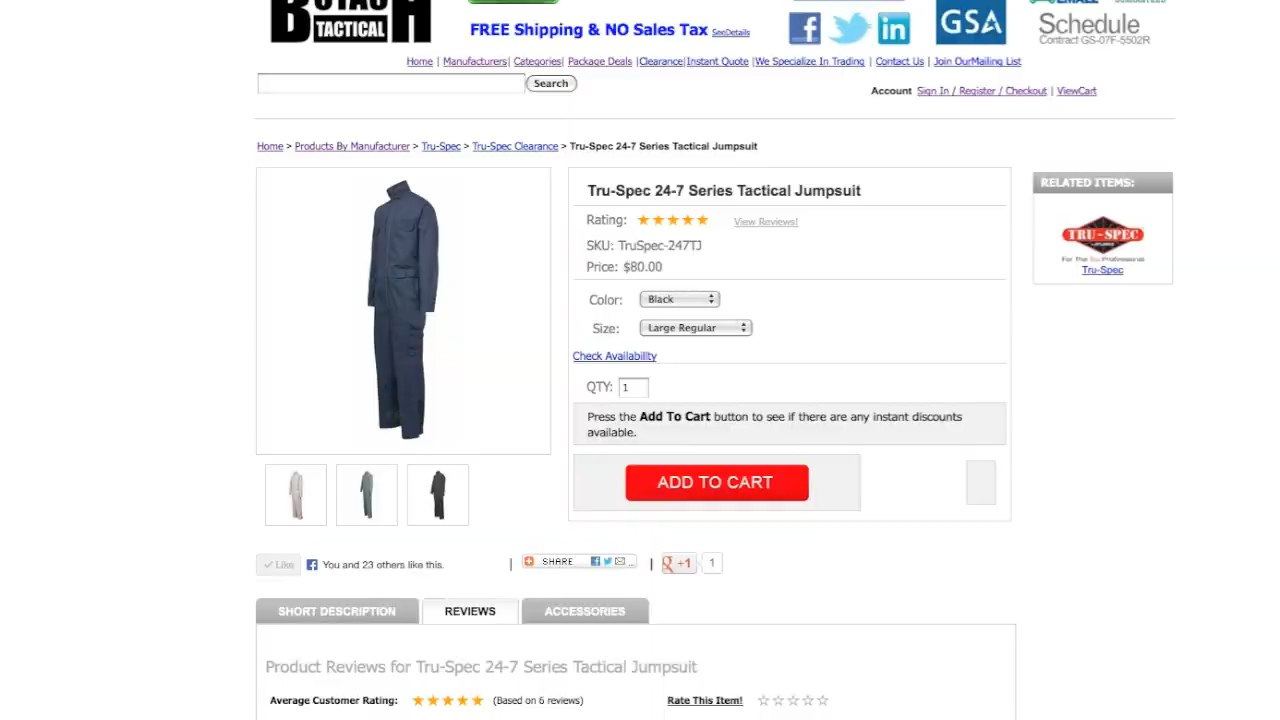 TACTICAL
FREE Shipping & NO Sales Tax SeeDetails
GSA
Schedule
Contract GS-07F-5502R
Home | Manufacturers| Categories| Package Deals |Clearance|Instant Quote |We Specialize In Trading | Contact Us | Join OurMailing List
Search
Account Sign In / Register / Checkout | ViewCart
Home > Products By Manufacturer > Tru-Spec > Tru-Spec Clearance > Tru-Spec 24-7 Series Tactical Jumpsuit
Tru-Spec 24-7 Series Tactical Jumpsuit
Rating: View Reviews!
SKU: TruSpec-247TJ
Price: $80.00
Color: Black
Size: Large Regular
Check Availability
QTY: 1
Press the Add To Cart button to see if there are any instant discounts
available.
ADD TO CART
RELATED ITEMS:
TRU-SPEC
Tru-Spec
Like
You and 23 others like this.
| SHARE ... | +1 1
SHORT DESCRIPTION REVIEWS ACCESSORIES
Product Reviews for Tru-Spec 24-7 Series Tactical Jumpsuit
Average Customer Rating: (Based on 6 reviews) Rate This Item!